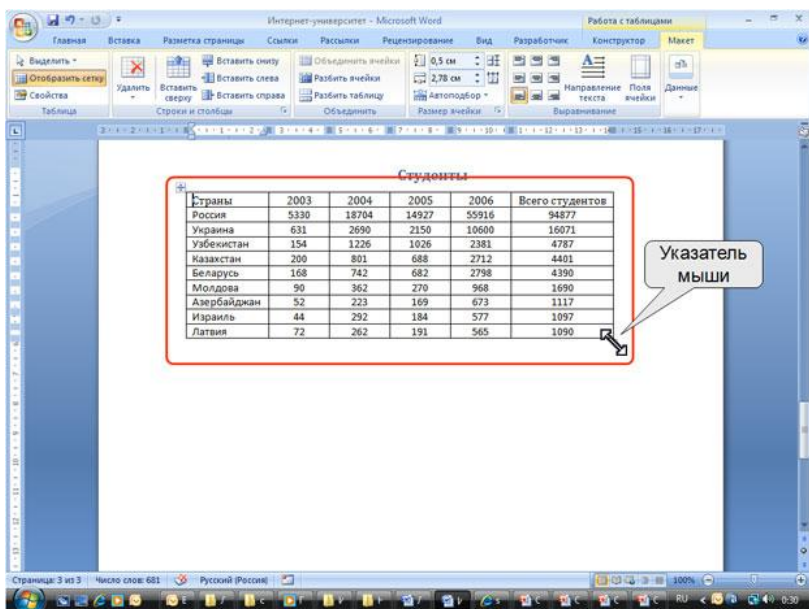 Интернет-университет - Microsoft Word
Работа с таблицами
Главная Вставка Разметка страницы Ссылки Рассылки Рецензирование Вид Разработчик Конструктор Макет
Выделить
Отобразить сетку
Свойства
Таблица
Удалить
Вставить сверху
Вставить снизу
Вставить слева
Вставить справа
Строки и столбцы
Объединить ячейки
Разбить ячейки
Разбить таблицу
Объединить
0,5 см
2,78 см
Автоподбор
Размер ячейки
Направление текста
Поля ячейки
Выравнивание
Данные
Студенты
Страны 2003 2004 2005 2006 Всего студентов
Россия 5330 18704 14927 55916 94877
Украина 631 2690 2150 10600 16071
Узбекистан 154 1226 1026 2381 4787
Казахстан 200 801 688 2712 4401
Беларусь 168 742 682 2798 4390
Молдова 90 362 270 968 1690
Азербайджан 52 223 169 673 1117
Израиль 44 292 184 577 1097
Латвия 72 262 191 565 1090
Указатель
мыши
Страница: 3 из 3 Число слов: 681 Русский (Россия) 100%
RU 0:30